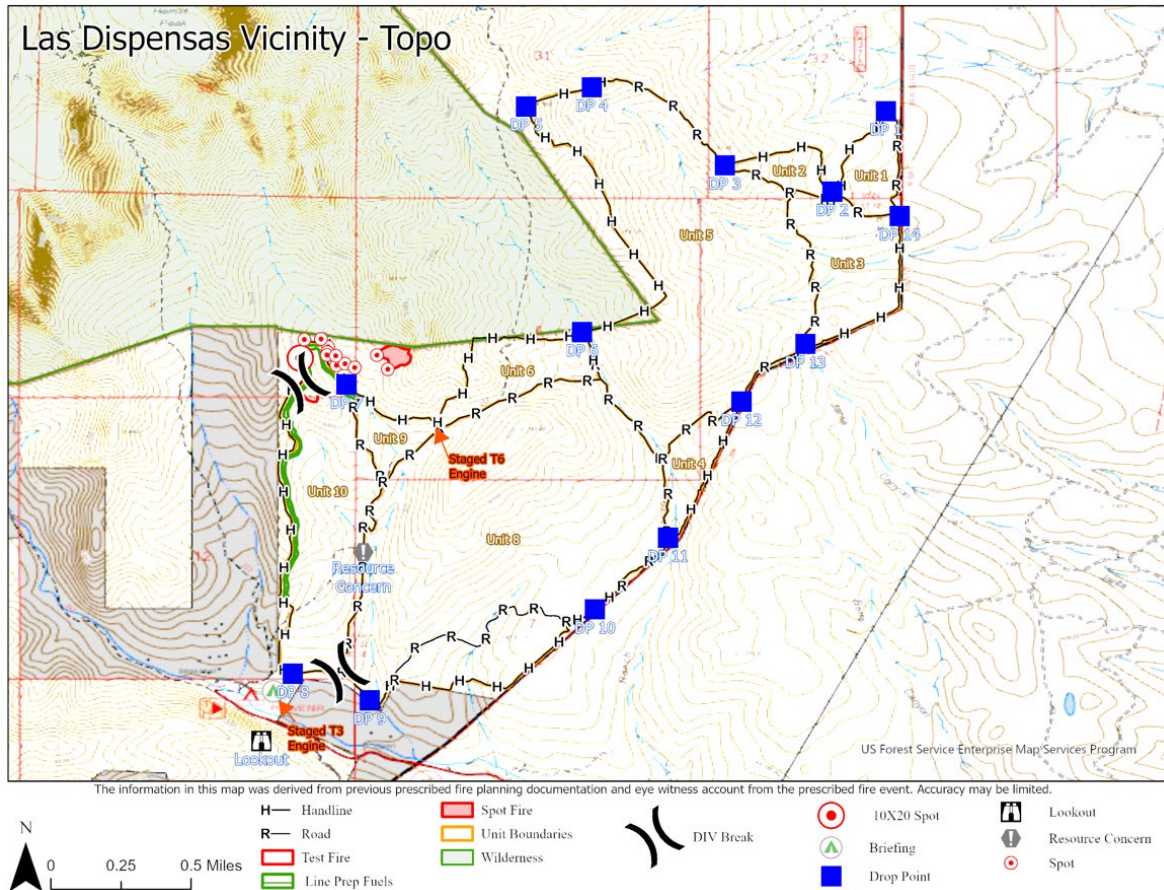 Las Dispensas Vicinity - Topo
31
32
DP 4
DP 5
DP 1
Unit 2
Unit 1
DP 3
DP 2
DP 14
Unit 5
Unit 3
DP 6
DP 13
Unit 6
DP 7
DP 12
Unit 9
Staged T6
Engine
Unit 4
Unit 10
12
Unit 8
DP 11
Resource
Concern
DP 10
DP 8
DP 9
Staged T3
Engine
Lookout
US Forest Service Enterprise Map Services Program
The information in this map was derived from previous prescribed fire planning documentation and eye witness account from the prescribed fire event. Accuracy may be limited.
N
0 0.25 0.5 Miles
H Handline
R Road
Test Fire
Line Prep Fuels
Spot Fire
Unit Boundaries
Wilderness
DIV Break
10X20 Spot
Briefing
Drop Point
Lookout
Resource Concern
Spot